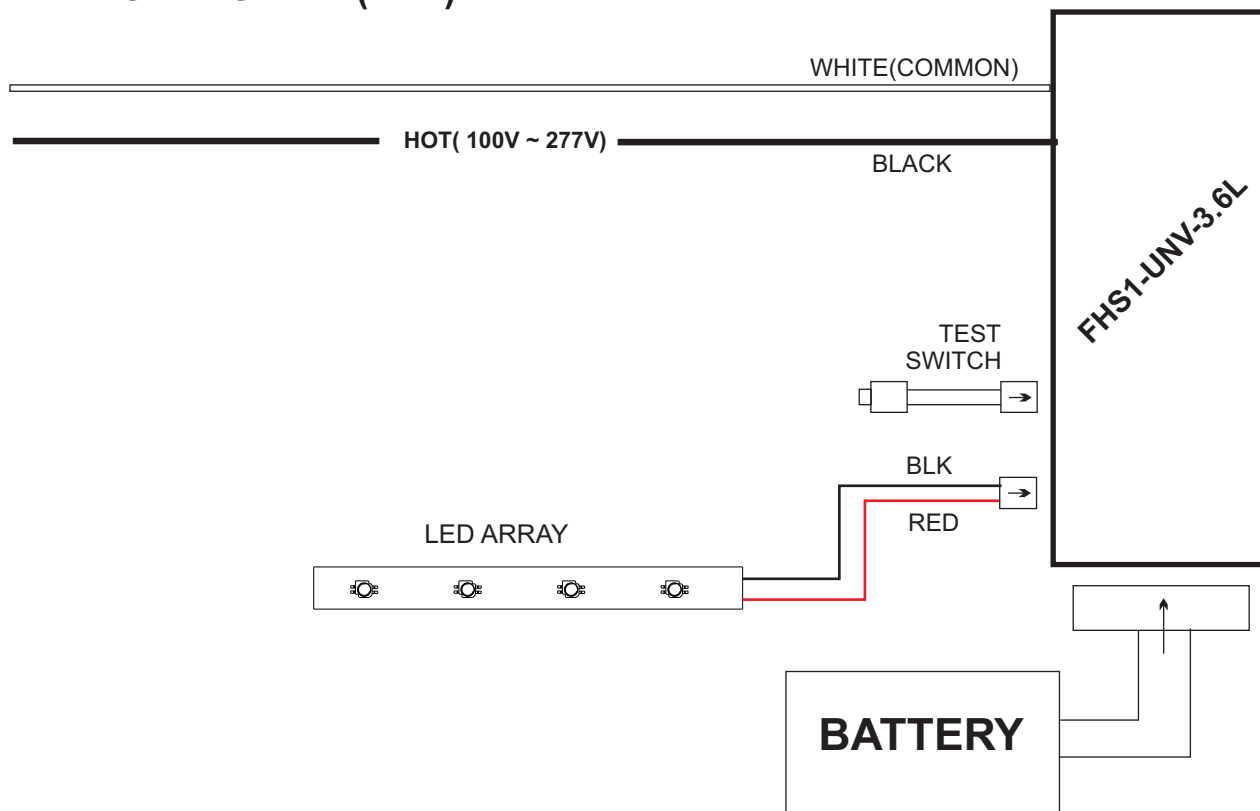 WHITE(COMMON)
HOT( 100V ~ 277V)
BLACK
FHS1-UNV-3.6L
TEST
SWITCH
BLK
RED
LED ARRAY
BATTERY